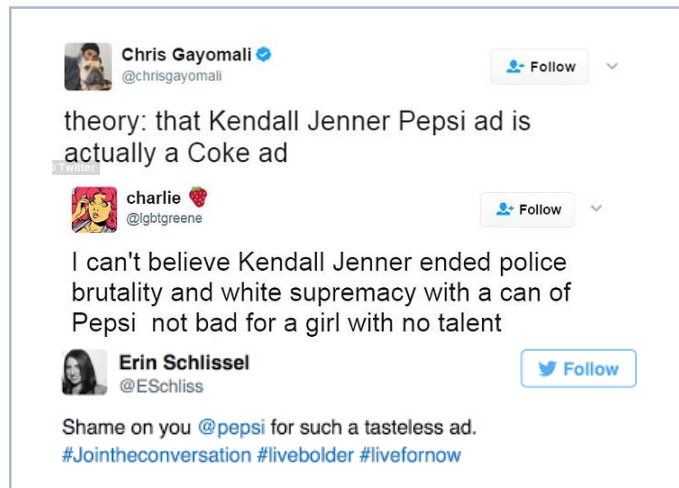 Chris Gayomali
@chrisgayomali
Follow
theory: that Kendall Jenner Pepsi ad is
actually a Coke ad
© Twitter
charlie
@lgbtgreene
Follow
I can't believe Kendall Jenner ended police
brutality and white supremacy with a can of
Pepsi not bad for a girl with no talent
Erin Schlissel
@ESchliss
Follow
Shame on you @pepsi for such a tasteless ad.
#Jointheconversation #livebolder #livefornow